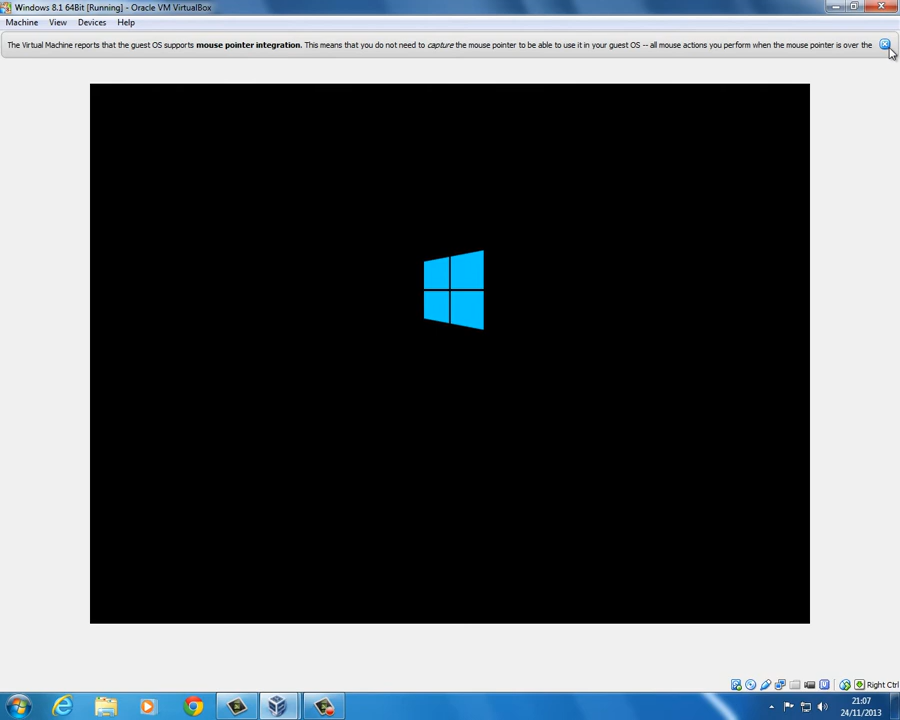 Windows 8.1 64Bit [Running] - Oracle VM VirtualBox
Machine View Devices Help
The Virtual Machine reports that the guest OS supports mouse pointer integration. This means that you do not need to capture the mouse pointer to be able to use it in your guest OS -- all mouse actions you perform when the mouse pointer is over the
Right Ctrl
21:07
24/11/2013